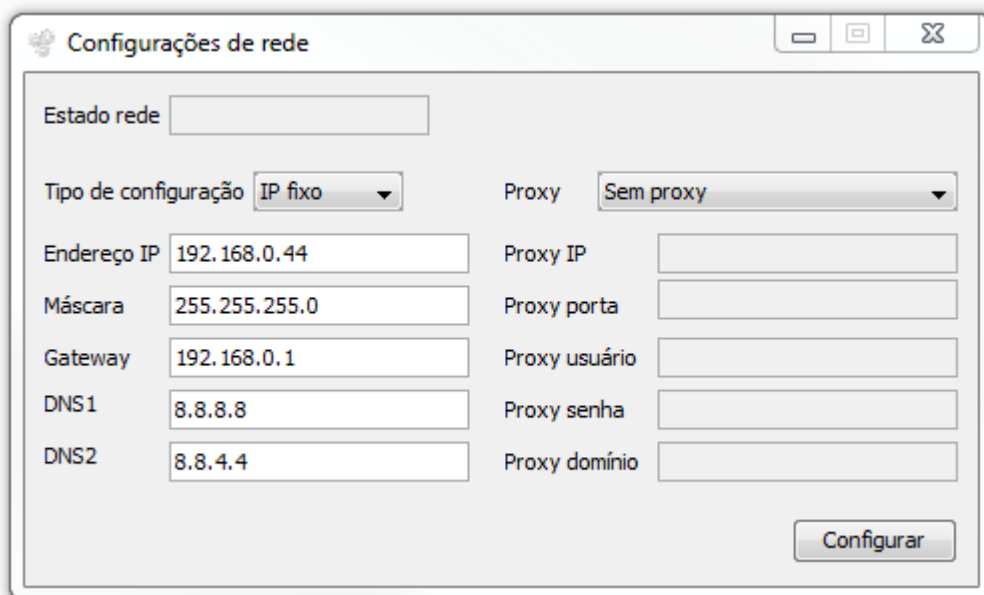 Configurações de rede
Estado rede
Tipo de configuração IP fixo Proxy Sem proxy
Endereço IP 192.168.0.44 Proxy IP
Máscara 255.255.255.0 Proxy porta
Gateway 192.168.0.1 Proxy usuário
DNS1 8.8.8.8 Proxy senha
DNS2 8.8.4.4 Proxy domínio
Configurar